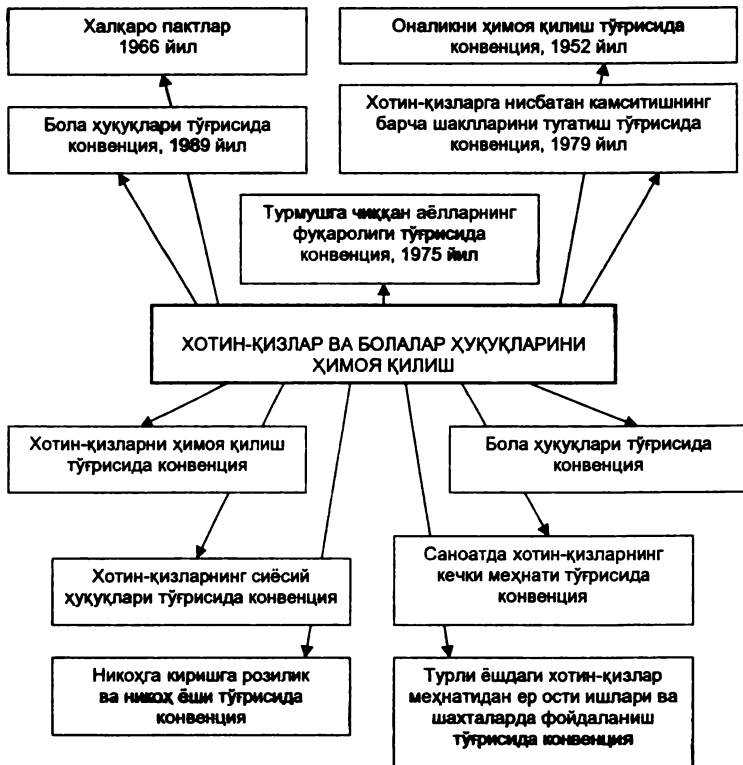 Халқаро пактлар
1966 йил
Оналикни ҳимоя қилиш тўғрисида
конвенция, 1952 йил
Бола ҳуқуқлари тўғрисида
конвенция, 1989 йил
Хотин-қизларга нисбатан камситишнинг
барча шаклларини тугатиш тўғрисида
конвенция, 1979 йил
Турмушга чиққан аёлларнинг
фуқаролиги тўғрисида
конвенция, 1975 йил
ХОТИН-ҚИЗЛАР ВА БОЛАЛАР ҲУҚУҚЛАРИНИ
ҲИМОЯ ҚИЛИШ
Хотин-қизларни ҳимоя қилиш
тўғрисида конвенция
Бола ҳуқуқлари тўғрисида
конвенция
Хотин-қизларнинг сиёсий
ҳуқуқлари тўғрисида конвенция
Саноатда хотин-қизларнинг
кечки меҳнати тўғрисида
конвенция
Никоҳга киришга розилик
ва никоҳ ёши тўғрисида
конвенция
Турли ёшдаги хотин-қизлар
меҳнатидан ер ости ишлари ва
шахталарда фойдаланиш
тўғрисида конвенция